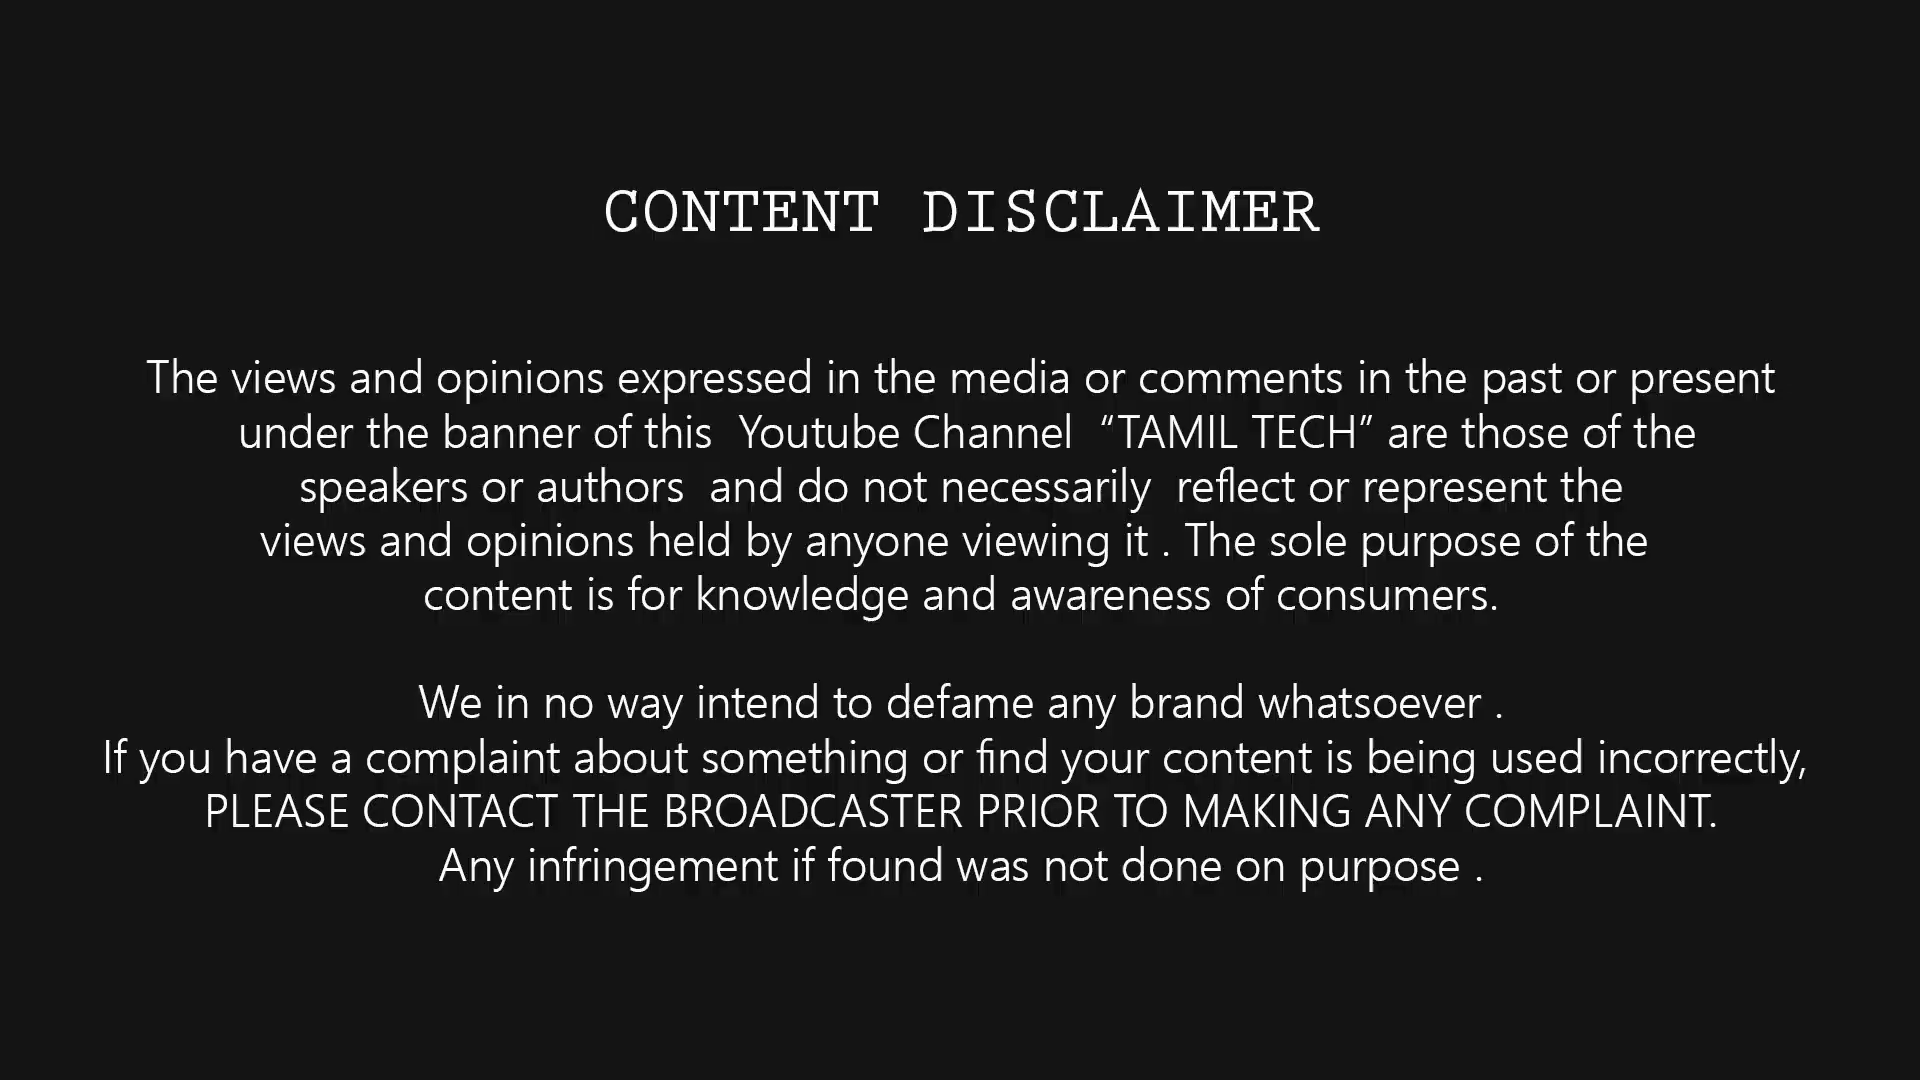 CONTENT DISCLAIMER
The views and opinions expressed in the media or comments in the past or present
under the banner of this Youtube Channel “TAMIL TECH” are those of the
speakers or authors and do not necessarily reflect or represent the
views and opinions held by anyone viewing it . The sole purpose of the
content is for knowledge and awareness of consumers.
We in no way intend to defame any brand whatsoever .
If you have a complaint about something or find your content is being used incorrectly,
PLEASE CONTACT THE BROADCASTER PRIOR TO MAKING ANY COMPLAINT.
Any infringement if found was not done on purpose .